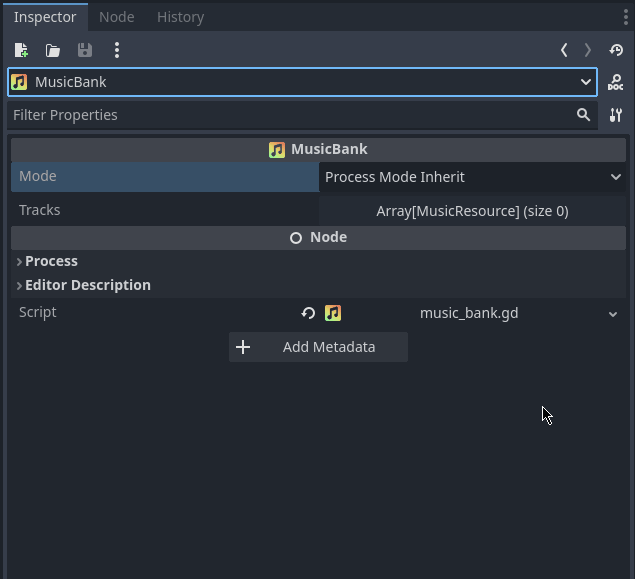 Inspector Node History
MusicBank
DOC
Filter Properties
MusicBank
Mode Process Mode Inherit
Tracks Array[MusicResource] (size 0)
Node
Process
Editor Description
Script music_bank.gd
Add Metadata